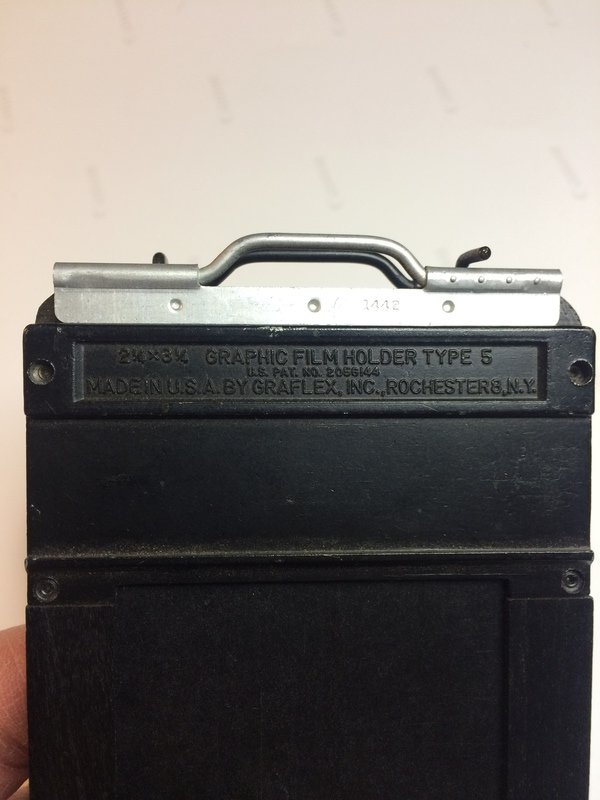 1442
2¼×3¼ GRAPHIC FILM HOLDER TYPE 5
U.S. PAT. NO. 2056144
MADE IN U.S.A. BY GRAFLEX, INC., ROCHESTER 8, N.Y.